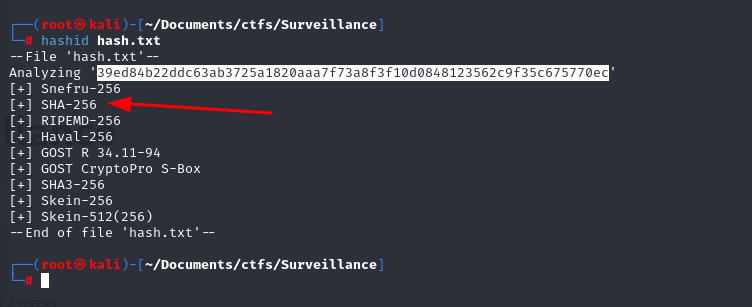 ┌──(root㉿kali)-[~/Documents/ctfs/Surveillance]
└─# hashid hash.txt
--File 'hash.txt'--
Analyzing '39ed84b22ddc63ab3725a1820aaa7f73a8f3f10d0848123562c9f35c675770ec'
[+] Snefru-256
[+] SHA-256
[+] RIPEMD-256
[+] Haval-256
[+] GOST R 34.11-94
[+] GOST CryptoPro S-Box
[+] SHA3-256
[+] Skein-256
[+] Skein-512(256)
--End of file 'hash.txt'--
┌──(root㉿kali)-[~/Documents/ctfs/Surveillance]
└─#